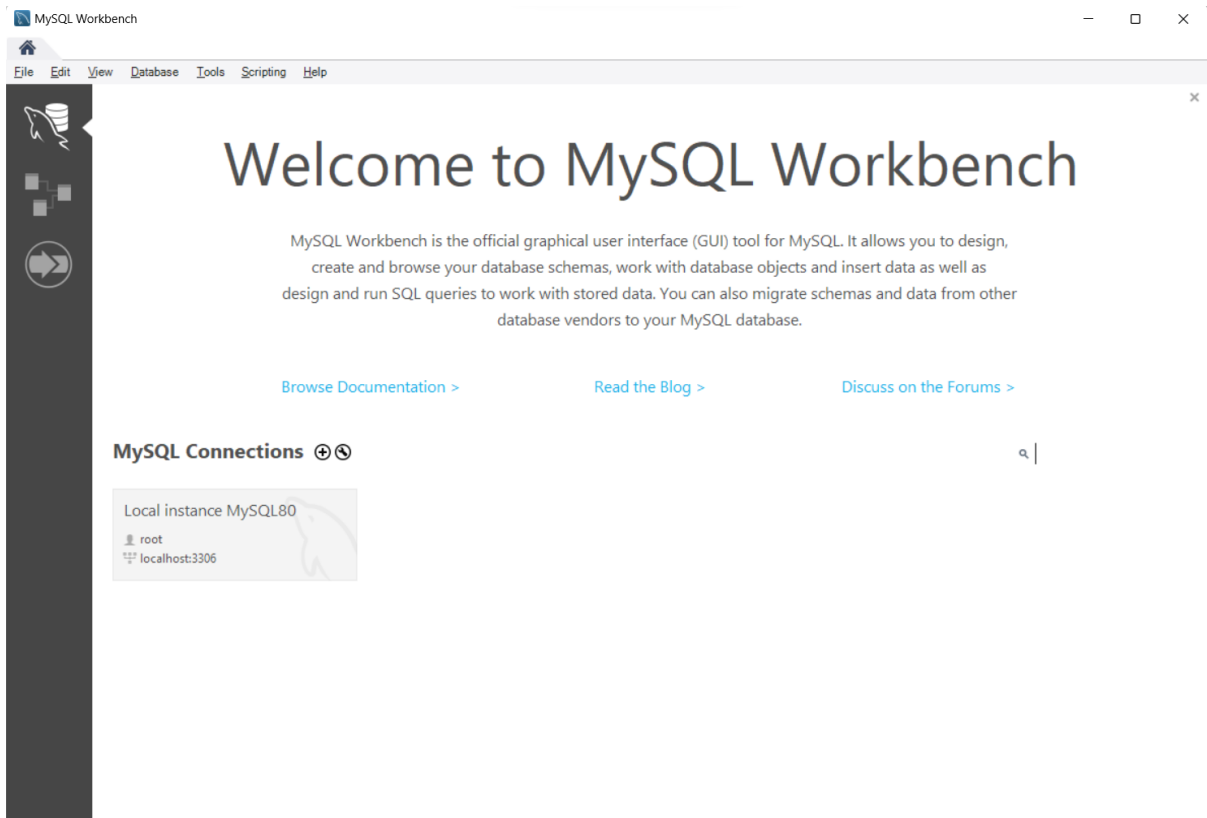 MySQL Workbench
File Edit View Database Tools Scripting Help
Welcome to MySQL Workbench
MySQL Workbench is the official graphical user interface (GUI) tool for MySQL. It allows you to design,
create and browse your database schemas, work with database objects and insert data as well as
design and run SQL queries to work with stored data. You can also migrate schemas and data from other
database vendors to your MySQL database.
Browse Documentation > Read the Blog > Discuss on the Forums >
MySQL Connections
Local instance MySQL80
root
localhost:3306